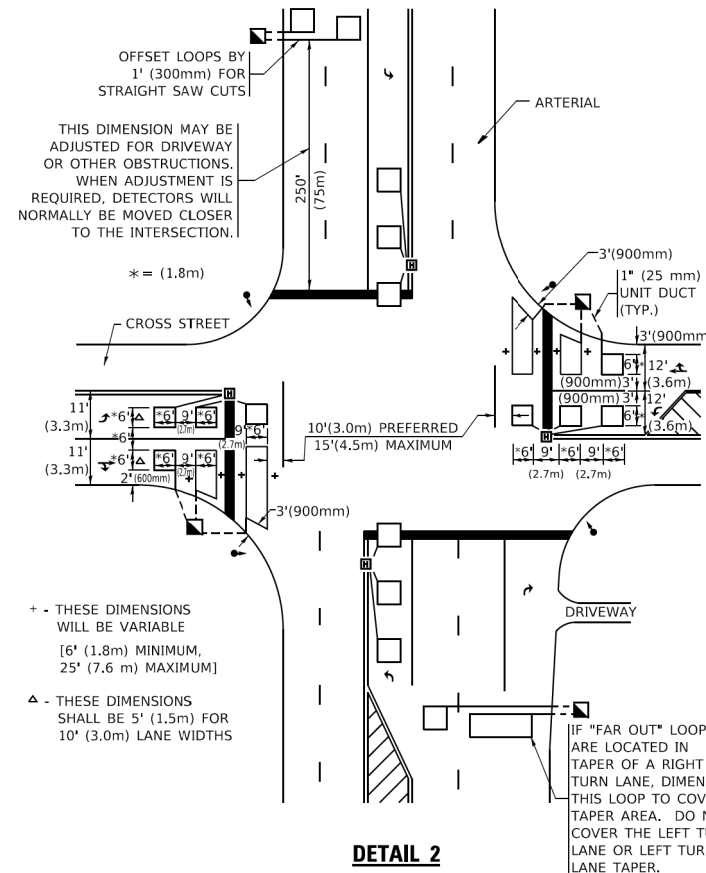 OFFSET LOOPS BY
1' (300mm) FOR
STRAIGHT SAW CUTS
THIS DIMENSION MAY BE
ADJUSTED FOR DRIVEWAY
OR OTHER OBSTRUCTIONS.
WHEN ADJUSTMENT IS
REQUIRED, DETECTORS WILL
NORMALLY BE MOVED CLOSER
TO THE INTERSECTION.
250'
(75m)
ARTERIAL
* = (1.8m)
CROSS STREET
3'(900mm)
1" (25 mm)
UNIT DUCT
(TYP.)
3'(900mm
6'* 12'
(900mm) 3' (3.6m)
(900mm) 3' 12'
6'* (3.6m)
*6' 9' *6' 9' *6'
(2.7m) (2.7m)
10'(3.0m) PREFERRED
15'(4.5m) MAXIMUM
11'
(3.3m)
*6' △ *6' 9' *6'
(2.7m)
*6'
9' *6'
(2.7m)
11'
(3.3m)
*6' △ *6' 9' *6'
(2.7m)
2' (600mm)
3'(900mm)
H
H
H
H
+ - THESE DIMENSIONS
WILL BE VARIABLE
[6' (1.8m) MINIMUM,
25' (7.6 m) MAXIMUM]
△ - THESE DIMENSIONS
SHALL BE 5' (1.5m) FOR
10' (3.0m) LANE WIDTHS
DRIVEWAY
IF "FAR OUT" LOOP
ARE LOCATED IN
TAPER OF A RIGHT
TURN LANE, DIMEN
THIS LOOP TO COV
TAPER AREA. DO N
COVER THE LEFT TU
LANE OR LEFT TUR
LANE TAPER.
DETAIL 2